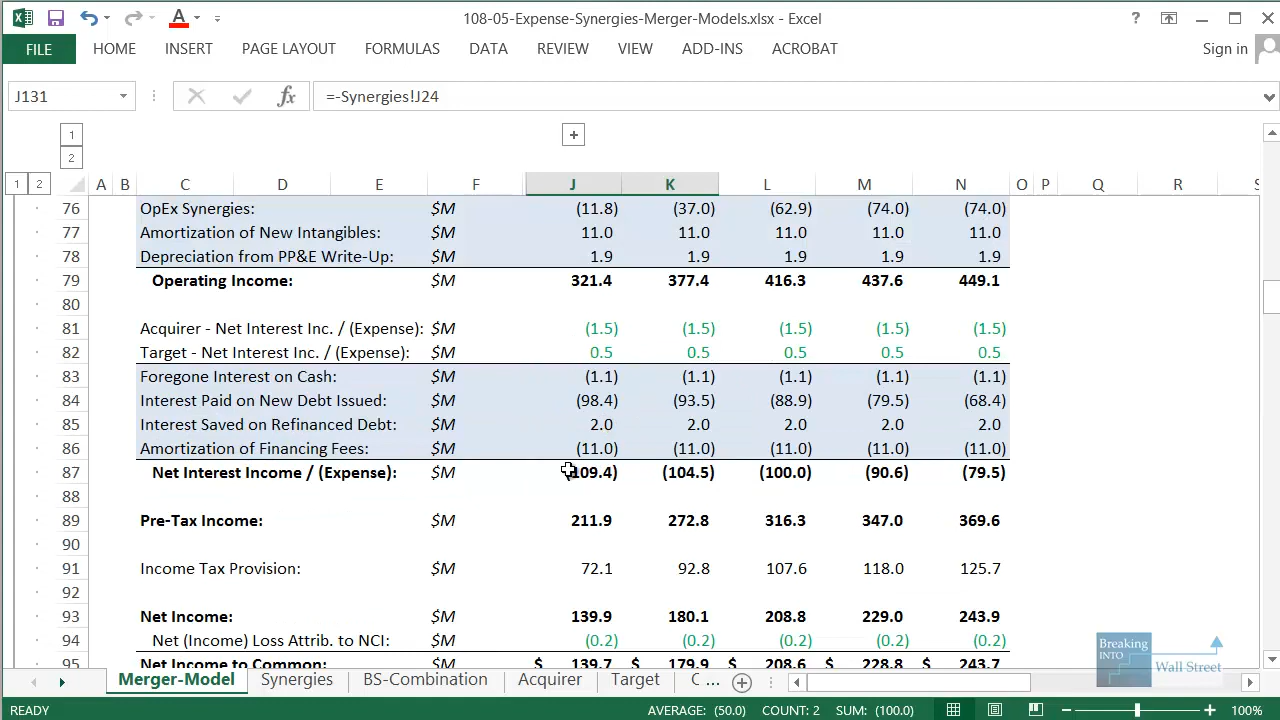 108-05-Expense-Synergies-Merger-Models.xlsx - Excel
FILE HOME INSERT PAGE LAYOUT FORMULAS DATA REVIEW VIEW ADD-INS ACROBAT Sign in
J131 =-Synergies!J24
1
2
1 2 A B C D E F J K L M N O P Q R S
76 OpEx Synergies: $M (11.8) (37.0) (62.9) (74.0) (74.0)
77 Amortization of New Intangibles: $M 11.0 11.0 11.0 11.0 11.0
78 Depreciation from PP&E Write-Up: $M 1.9 1.9 1.9 1.9 1.9
79 Operating Income: $M 321.4 377.4 416.3 437.6 449.1
80
81 Acquirer - Net Interest Inc. / (Expense): $M (1.5) (1.5) (1.5) (1.5) (1.5)
82 Target - Net Interest Inc. / (Expense): $M 0.5 0.5 0.5 0.5 0.5
83 Foregone Interest on Cash: $M (1.1) (1.1) (1.1) (1.1) (1.1)
84 Interest Paid on New Debt Issued: $M (98.4) (93.5) (88.9) (79.5) (68.4)
85 Interest Saved on Refinanced Debt: $M 2.0 2.0 2.0 2.0 2.0
86 Amortization of Financing Fees: $M (11.0) (11.0) (11.0) (11.0) (11.0)
87 Net Interest Income / (Expense): $M 109.4) (104.5) (100.0) (90.6) (79.5)
88
89 Pre-Tax Income: $M 211.9 272.8 316.3 347.0 369.6
90
91 Income Tax Provision: $M 72.1 92.8 107.6 118.0 125.7
92
93 Net Income: $M 139.9 180.1 208.8 229.0 243.9
94 Net (Income) Loss Attrib. to NCI: $M (0.2) (0.2) (0.2) (0.2) (0.2)
95 Net Income to Common: $M $ 139.7 $ 179.9 $ 208.6 $ 228.8 $ 243.7
Breaking
INTO
Wall Street
Merger-Model Synergies BS-Combination Acquirer Target C ...
READY AVERAGE: (50.0) COUNT: 2 SUM: (100.0) 100%